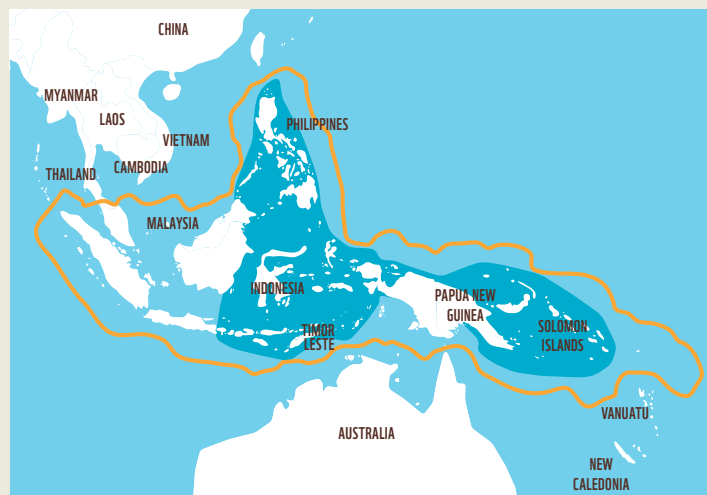 CHINA
MYANMAR
LAOS
PHILIPPINES
VIETNAM
CAMBODIA
THAILAND
MALAYSIA
INDONESIA
PAPUA NEW
GUINEA
TIMOR
LESTE
SOLOMON
ISLANDS
VANUATU
AUSTRALIA
NEW
CALEDONIA